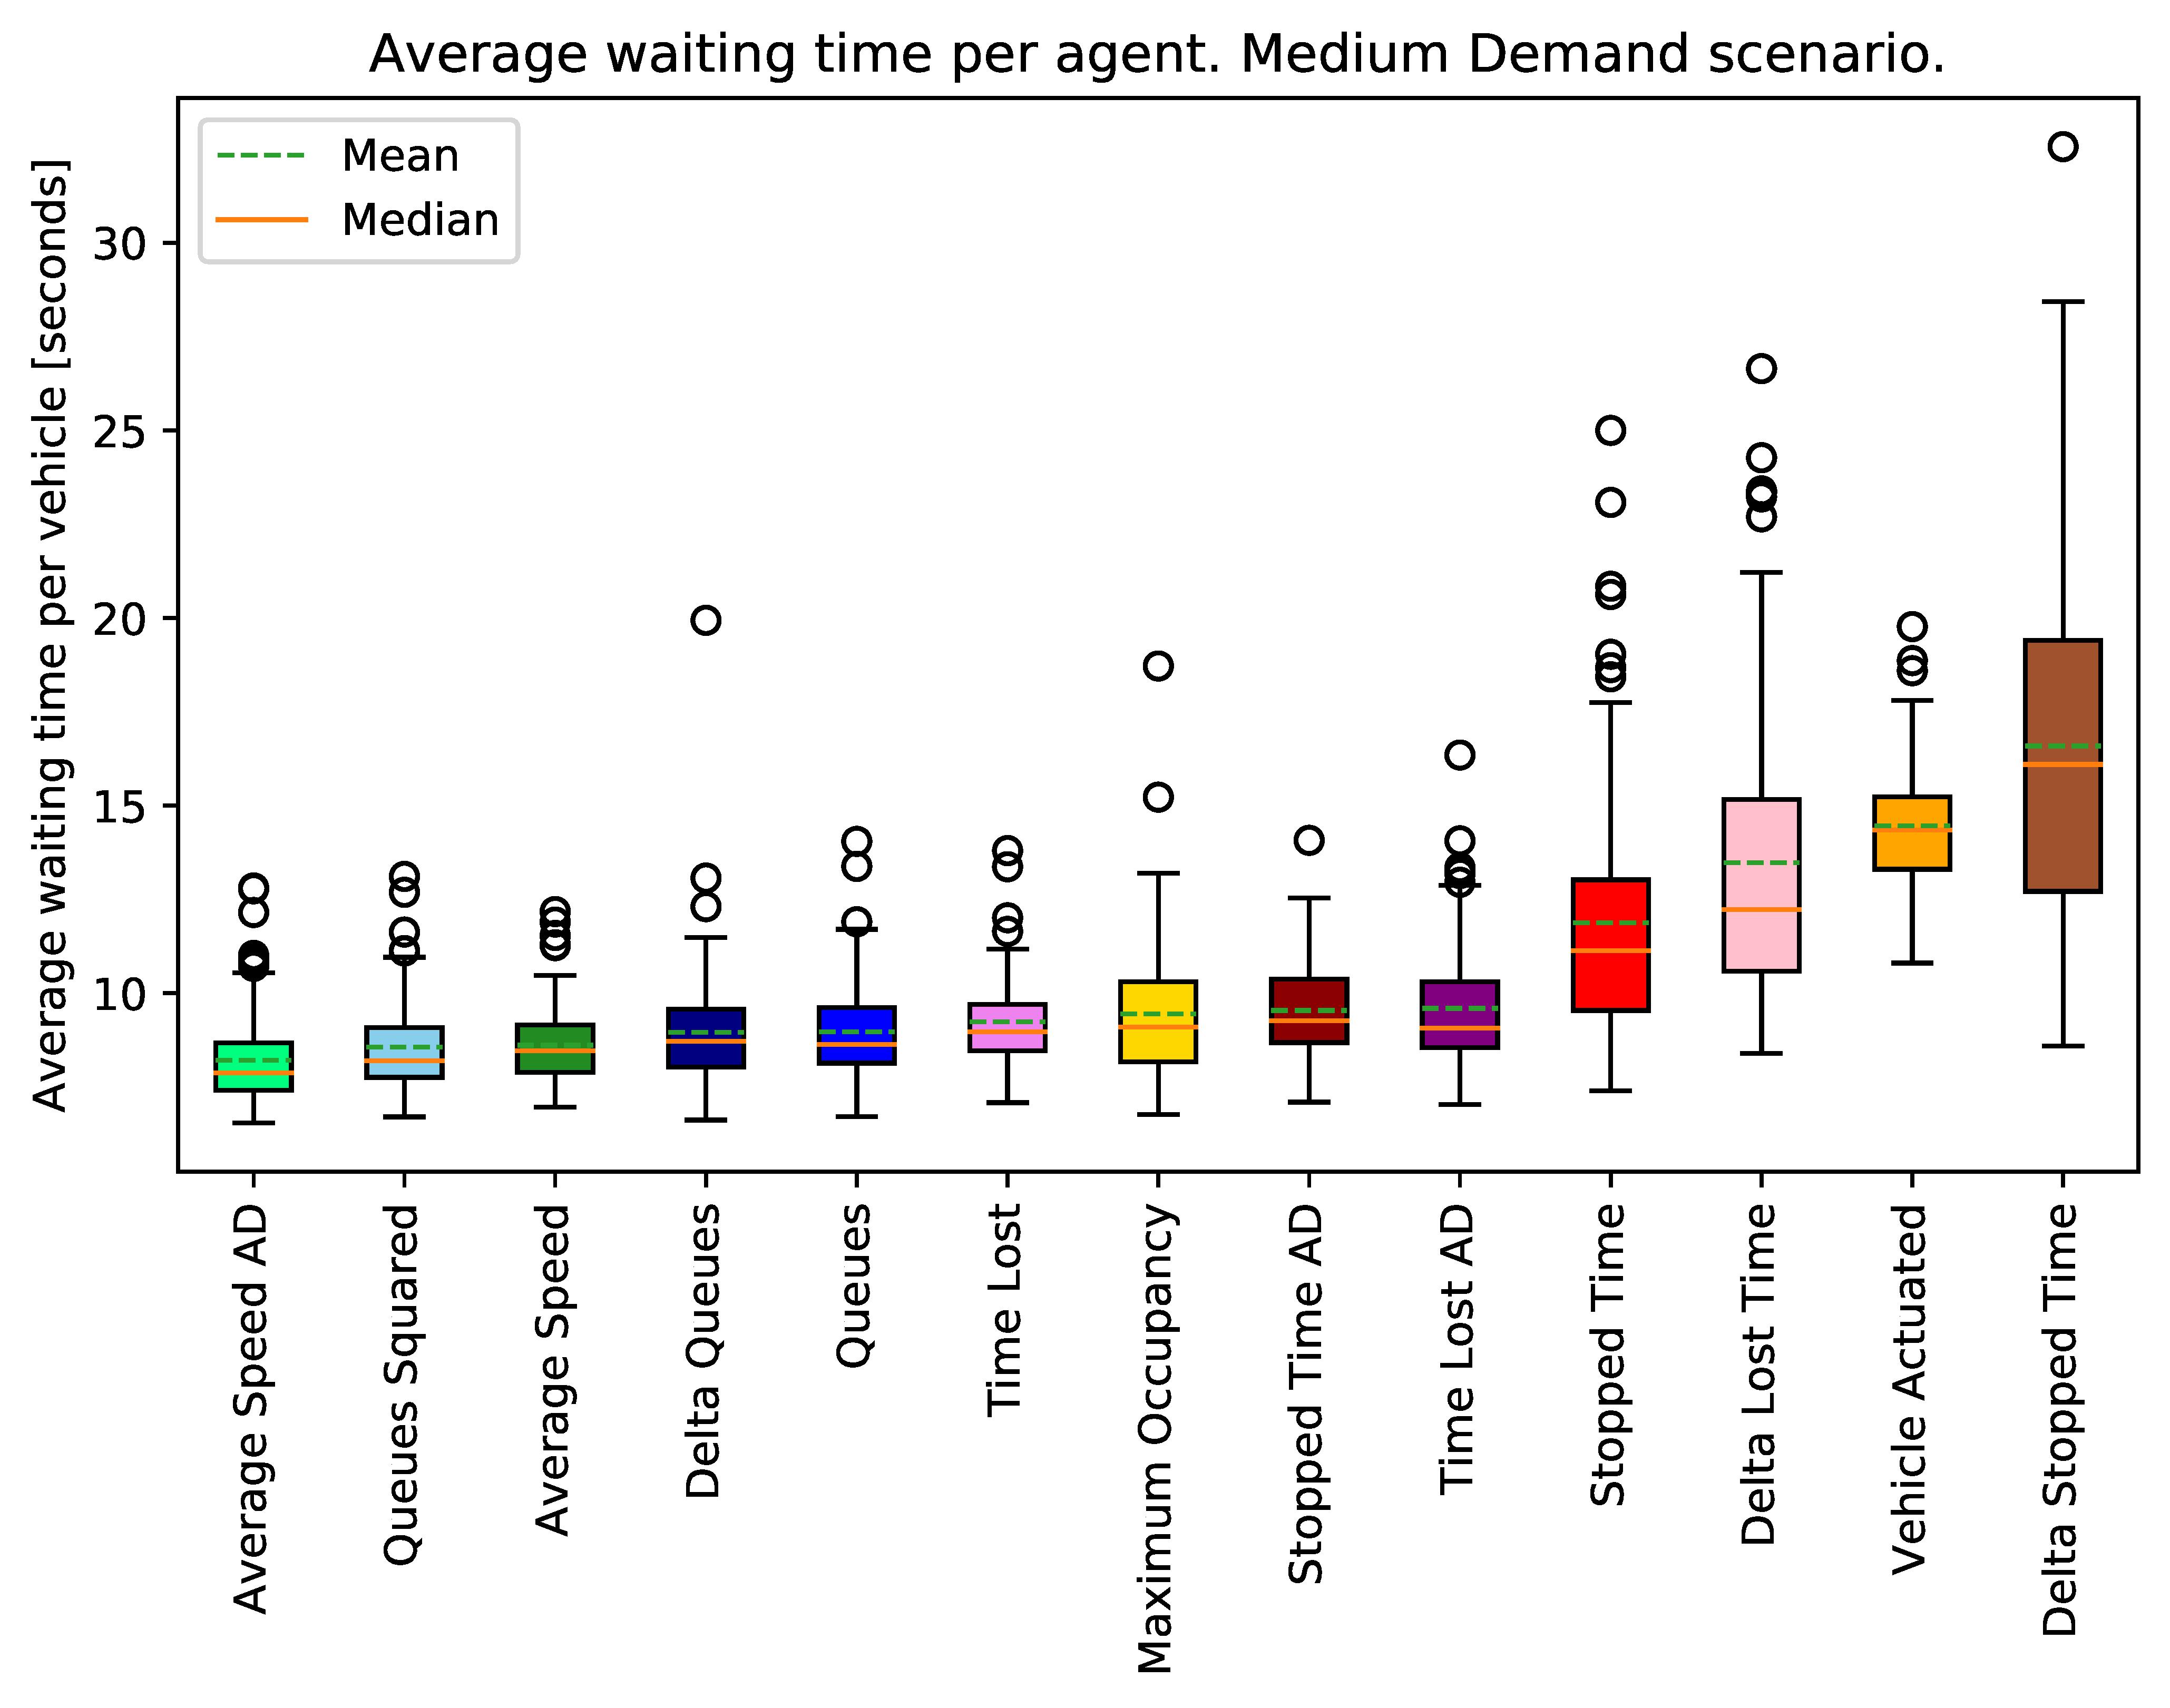 Average waiting time per agent. Medium Demand scenario.
Mean
Median
Average waiting time per vehicle [seconds]
30
25
20
15
10
Average Speed AD
Queues Squared
Average Speed
Delta Queues
Queues
Time Lost
Maximum Occupancy
Stopped Time AD
Time Lost AD
Stopped Time
Delta Lost Time
Vehicle Actuated
Delta Stopped Time